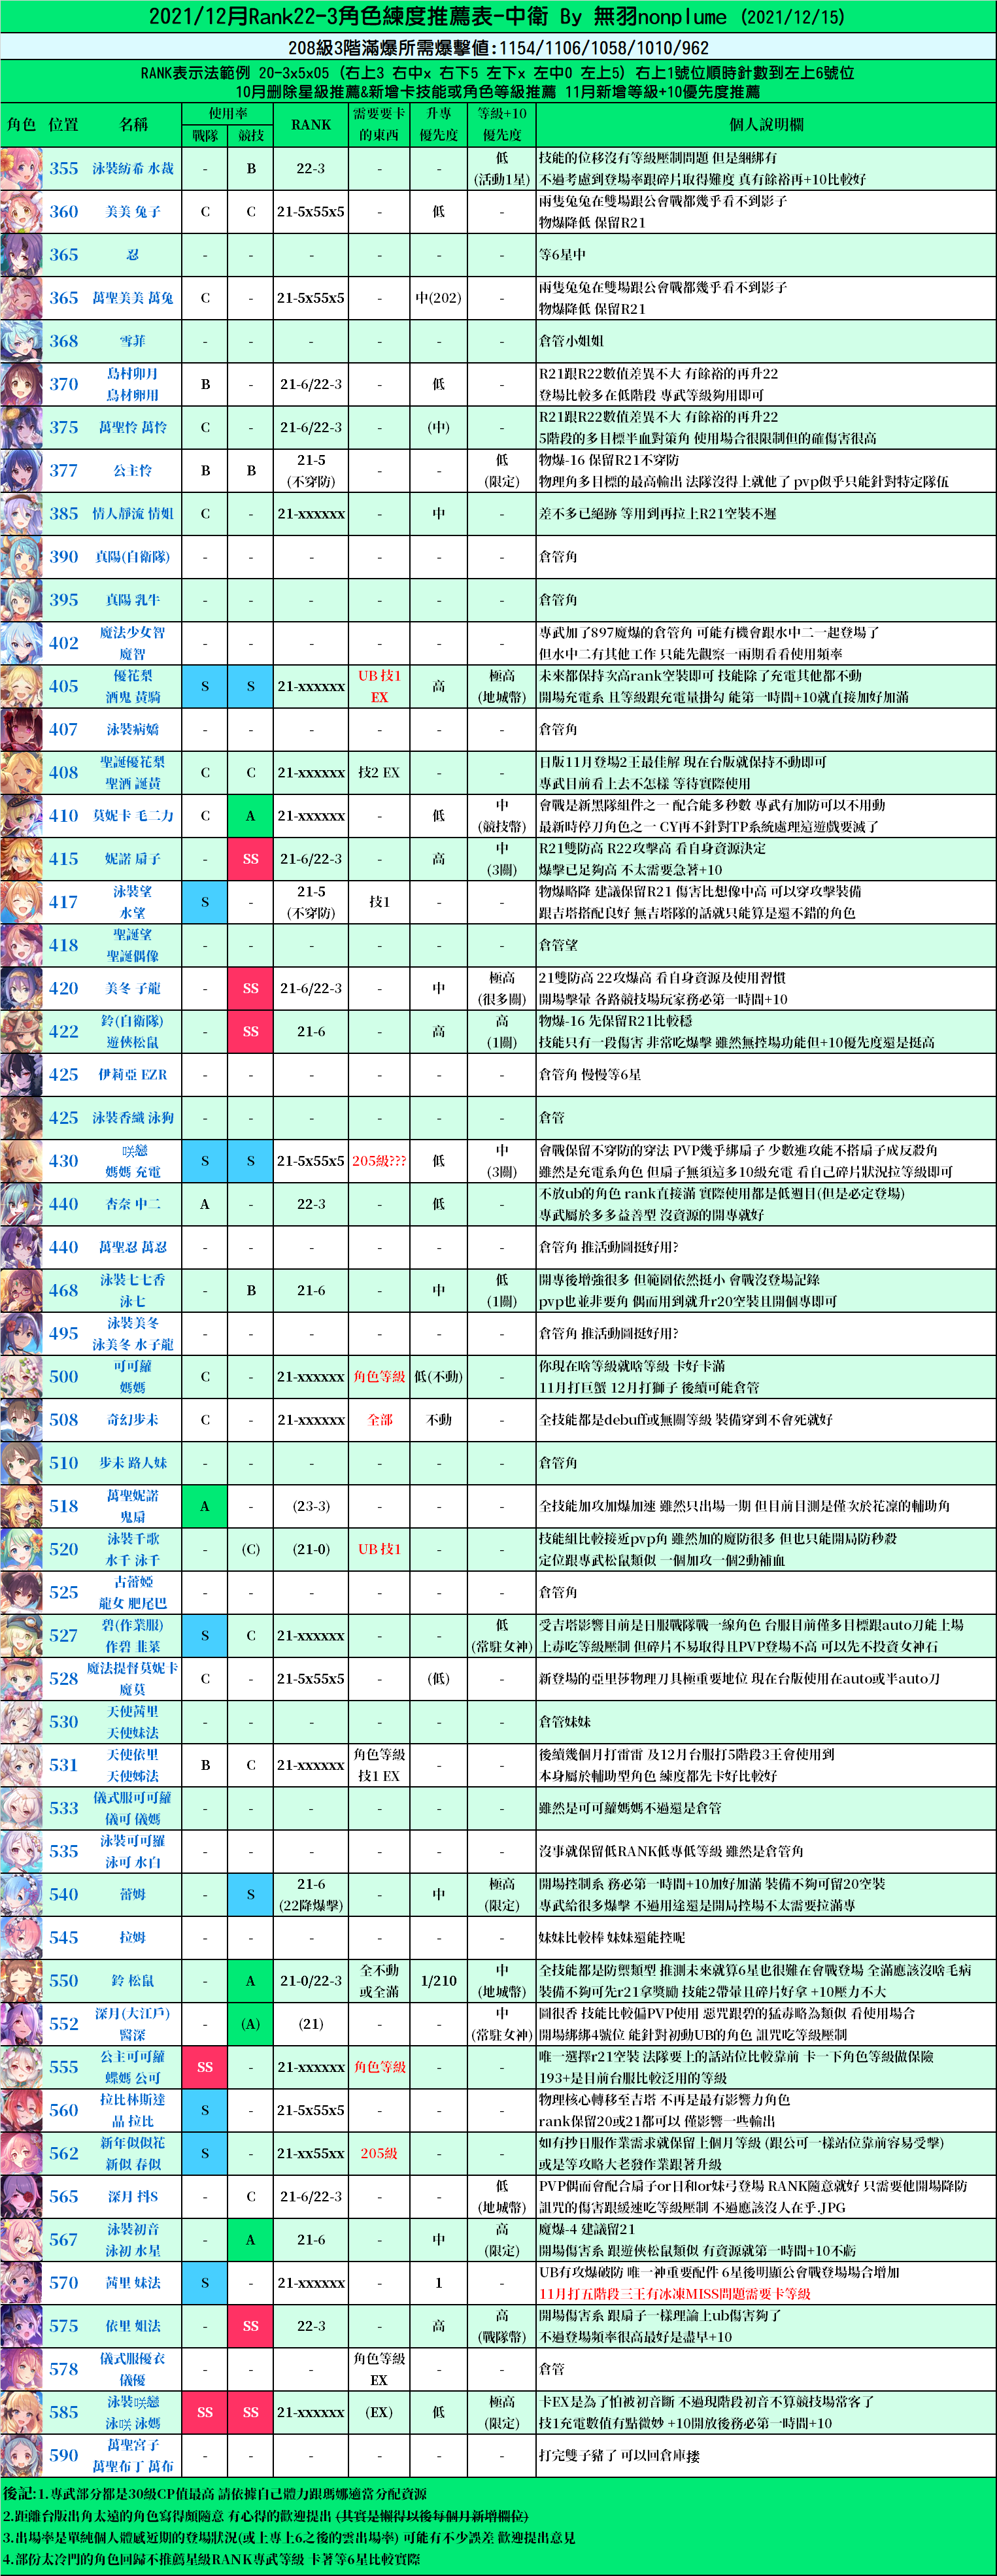 2021/12月Rank22-3角色練度推薦表-中衛 By 無羽nonplume (2021/12/15)
208級3階滿爆所需爆擊值:1154/1106/1058/1010/962
RANK表示法範例 20-3x5x05 (右上3 右中x 右下5 左下x 左中0 左上5) 右上1號位順時針數到左上6號位
10月刪除星級推薦&新增卡技能或角色等級推薦 11月新增等級+10優先度推薦
角色 位置 名稱 使用率 戰隊 競技 RANK 需要要卡的東西 升專優先度 等級+10優先度 個人說明欄
355 泳裝紡希 水裁 - B 22-3 - - 低(活動1星) 技能的位移沒有等級壓制問題 但是綱綁有
不過考慮到登場率跟碎片取得難度 真有餘裕再+10比較好
360 美美 兔子 C C 21-5x55x5 - 低 - 兩隻兔兔在雙場跟公會戰都幾乎看不到影子
物爆降低 保留R21
365 忍 - - - - - - 等6星中
365 萬聖美美 萬兔 C - 21-5x55x5 - 中(202) - 兩隻兔兔在雙場跟公會戰都幾乎看不到影子
物爆降低 保留R21
368 雪菲 - - - - - - 倉管小姐姐
370 島村卯月 島材卵用 B - 21-6/22-3 - 低 - R21跟R22數值差異不大 有餘裕的再升22
登場比較多在低階段 專武等級夠用即可
375 萬聖怜 萬怜 C - 21-6/22-3 - (中) - R21跟R22數值差異不大 有餘裕的再升22
5階段的多目標半血對策角 使用場合很限制但的確傷害很高
377 公主怜 B B 21-5(不穿防) - - 低(限定) 物爆-16 保留R21不穿防
物理角多目標的最高輸出 法隊沒得上就他了 pvp似乎只能針對特定隊伍
385 情人靜流 情姐 C - 21-xxxxxx - 中 - 差不多已絕跡 等用到再拉上R21空裝不遲
390 真陽(自衛隊) - - - - - - 倉管角
395 真陽 乳牛 - - - - - - 倉管角
402 魔法少女智 魔智 - - - - - - 專武加了897魔爆的倉管角 可能有機會跟水中二一起登場了
但水中二有其他工作 只能先觀察一兩期看看使用頻率
405 優花梨 酒鬼 黃騎 S S 21-xxxxxx UB 技1 EX 高 極高(地城幣) 未來都保持次高rank空裝即可 技能除了充電其他都不動
開場充電系 且等級跟充電量掛勾 能第一時間+10就直接加好加滿
407 泳裝病嬌 - - - - - - 倉管角
408 聖誕優花梨 聖酒 誕黃 C C 21-xxxxxx 技2 EX - - 日版11月登場2王最佳解 現在台版就保持不動即可
專武目前看上去不怎樣 等待實際使用
410 莫妮卡 毛二力 C A 21-xxxxxx - 低 中(競技幣) 會戰是新黑隊組件之一 配合能多秒數 專武有加防可以不用動
最新時停刀角色之一 CY再不針對TP系統處理這遊戲要滅了
415 妮諾 扇子 - SS 21-6/22-3 - 高 中(3關) R21雙防高 R22攻擊高 看自身資源決定
爆擊已足夠高 不太需要急著+10
417 泳裝望 水望 S - 21-5(不穿防) 技1 - - 物爆略降 建議保留R21 傷害比想像中高 可以穿攻擊裝備
跟吉塔搭配良好 無吉塔隊的話就只能算是還不錯的角色
418 聖誕望 聖誕偶像 - - - - - - 倉管望
420 美冬 子龍 - SS 21-6/22-3 - 中 極高(很多關) 21雙防高 22攻爆高 看自身資源及使用習慣
開場擊暈 各路競技場玩家務必第一時間+10
422 鈴(自衛隊) 遊俠松鼠 - SS 21-6 - 高 高(1關) 物爆-16 先保留R21比較穩
技能只有一段傷害 非常吃爆擊 雖然無控場功能但+10優先度還是挺高
425 伊莉亞 EZR - - - - - - 倉管角 慢慢等6星
425 泳裝香織 泳狗 - - - - - - 倉管
430 咲戀 媽媽 充電 S S 21-5x55x5 205級??? 低 中(3關) 會戰保留不穿防的穿法 PVP幾乎綁扇子 少數進攻能不搭扇子成反殺角
雖然是充電系角色 但扇子無須這多10級充電 看自己碎片狀況拉等級即可
440 杏奈 中二 A - 22-3 - 低 - 不放ub的角色 rank直接滿 實際使用都是低週目(但是必定登場)
專武屬於多多益善型 沒資源的開專就好
440 萬聖忍 萬忍 - - - - - - 倉管角 推活動圖挺好用?
468 泳裝七七香 泳七 - B 21-6 - 中 低(1關) 開專後增強很多 但範圍依然挺小 會戰沒登場記錄
pvp也並非要角 偶而用到就升r20空裝且開個專即可
495 泳裝美冬 泳美冬 水子龍 - - - - - - 倉管角 推活動圖挺好用?
500 可可蘿 媽媽 C - 21-xxxxxx 角色等級 低(不動) - 你現在啥等級就啥等級 卡好卡滿
11月打巨蟹 12月打獅子 後續可能倉管
508 奇幻步未 C - 21-xxxxxx 全部 不動 - 全技能都是debuff或無關等級 裝備穿到不會死就好
510 步未 路人妹 - - - - - - 倉管角
518 萬聖妮諾 鬼扇 A - (23-3) - - - 全技能加攻加爆加速 雖然只出場一期 但目前目測是僅次於花凜的輔助角
520 泳裝千歌 水千 泳千 - (C) (21-0) UB 技1 - - 技能組比較接近pvp角 雖然加的魔防很多 但也只能開局防秒殺
定位跟專武松鼠類似 一個加攻一個2動補血
525 古蕾婭 龍女 肥尾巴 - - - - - - 倉管角
527 碧(作業服) 作碧 韭菜 S C 21-xxxxxx - - 低(常駐女神) 受吉塔影響目前是日服戰隊戰一線角色 台服目前僅多目標跟auto刀能上場
上毒吃等級壓制 但碎片不易取得且PVP登場不高 可以先不投資女神石
528 魔法提督莫妮卡 魔莫 C - 21-5x55x5 - (低) - 新登場的亞里莎物理刀具極重要地位 現在台版使用在auto或半auto刀
530 天使茜里 天使妹法 - - - - - - 倉管妹妹
531 天使依里 天使姊法 B C 21-xxxxxx 角色等級 技1 EX - - 後續幾個月打雷雷 及12月台服打5階段3王會使用到
本身屬於輔助型角色 練度都先卡好比較好
533 儀式服可可蘿 儀可 儀媽 - - - - - - 雖然是可可蘿媽媽不過還是倉管
535 泳裝可可羅 泳可 水白 - - - - - - 沒事就保留低RANK低專低等級 雖然是倉管角
540 蕾姆 - S 21-6(22降爆擊) - 中 極高(限定) 開場控制系 務必第一時間+10加好加滿 裝備不夠可留20空裝
專武給很多爆擊 不過用途還是開局控場不太需要拉滿專
545 拉姆 - - - - - - 妹妹比較棒 妹妹還能控呢
550 鈴 松鼠 - A 21-0/22-3 全不動或全滿 1/210 中(地城幣) 全技能都是防禦類型 推測未來就算6星也很難在會戰登場 全滿應該沒啥毛病
裝備不夠可先r21拿獎勵 技能2帶暈且碎片好拿 +10壓力不大
552 深月(大江戶) 醫深 - (A) (21) - - 中(常駐女神) 圖很香 技能比較偏PVP使用 惡咒跟碧的猛毒略為類似 看使用場合
開場綁綁4號位 能針對初動UB的角色 詛咒吃等級壓制
555 公主可可蘿 蝶媽 公可 SS - 21-xxxxxx 角色等級 - - 唯一選擇r21空裝 法隊要上的話站位比較靠前 卡一下角色等級做保險
193+是目前台服比較泛用的等級
560 拉比林斯達 晶 拉比 S - 21-5x55x5 - - - 物理核心轉移至吉塔 不再是最有影響力角色
rank保留20或21都可以 僅影響一些輸出
562 新年似似花 新似 春似 S - 21-xx55xx 205級 - - 如有抄日服作業需求就保留上個月等級 (跟公可一樣站位靠前容易受擊)
或是等攻略大老發作業跟著升級
565 深月 抖S - C 21-6/22-3 - - 低(地城幣) PVP偶而會配合扇子or日和or妹弓登場 RANK隨意就好 只需要他開場降防
詛咒的傷害跟緩速吃等級壓制 不過應該沒人在乎.JPG
567 泳裝初音 泳初 水星 - A 21-6 - 中 高(限定) 魔爆-4 建議留21
開場傷害系 跟遊俠松鼠類似 有資源就第一時間+10不虧
570 茜里 妹法 S - 21-xxxxxx - 1 - UB有攻爆破防 唯一神重要配件 6星後明顯公會戰登場場合增加
11月打五階段三王有冰凍MISS問題需要卡等級
575 依里 姐法 - SS 22-3 - 高 高(戰隊幣) 開場傷害系 跟扇子一樣理論上ub傷害夠了
不過登場頻率很高最好是盡早+10
578 儀式服優衣 儀優 - - - 角色等級 EX - - 倉管
585 泳裝咲戀 泳咲 泳媽 SS SS 21-xxxxxx (EX) 低 極高(限定) 卡EX是為了怕被初音斷 不過現階段初音不算競技場常客了
技1充電數值有點微妙 +10開放後務必第一時間+10
590 萬聖宮子 萬聖布丁 萬布 - - - - - - 打完雙子豬了 可以回倉庫摟
後記:1.專武部分都是30級CP值最高 請依據自己體力跟瑪娜適當分配資源
2.距離台版出角太遠的角色寫得頗隨意 有心得的歡迎提出 (其實是懶得以後每個月新增欄位)
3.出場率是單純個人體感近期的登場狀況(或上專上6之後的雲出場率) 可能有不少誤差 歡迎提出意見
4.部份太冷門的角色回歸不推薦星級RANK專武等級 卡著等6星比較實際